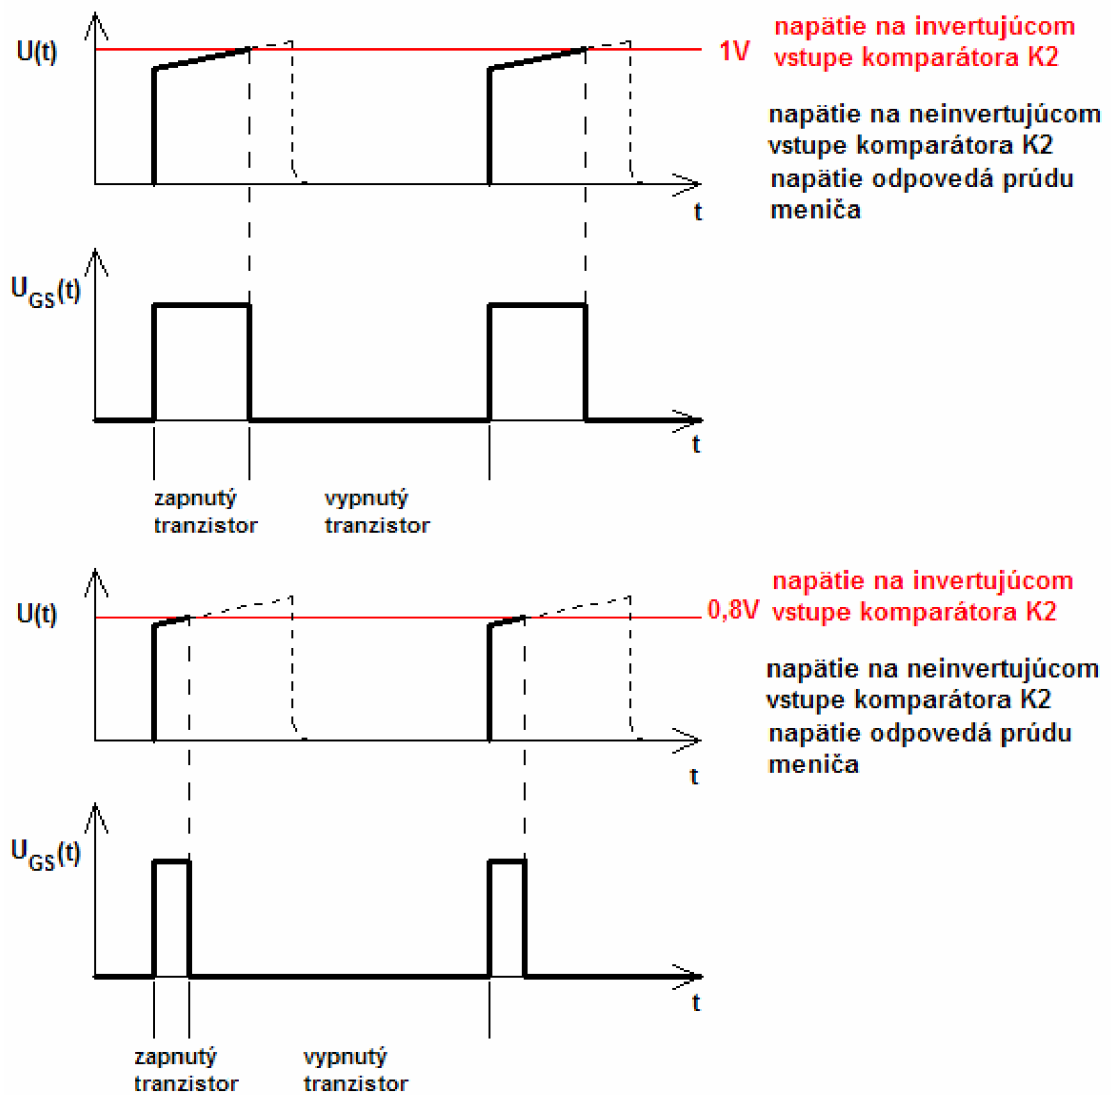 U(t)
1V
napätie na invertujúcom
vstupe komparátora K2
napätie na neinvertujúcom
vstupe komparátora K2
napätie odpovedá prúdu
meniča
t
UGS(t)
t
zapnutý
tranzistor
vypnutý
tranzistor
U(t)
0,8V
napätie na invertujúcom
vstupe komparátora K2
napätie na neinvertujúcom
vstupe komparátora K2
napätie odpovedá prúdu
meniča
t
UGS(t)
t
zapnutý
tranzistor
vypnutý
tranzistor